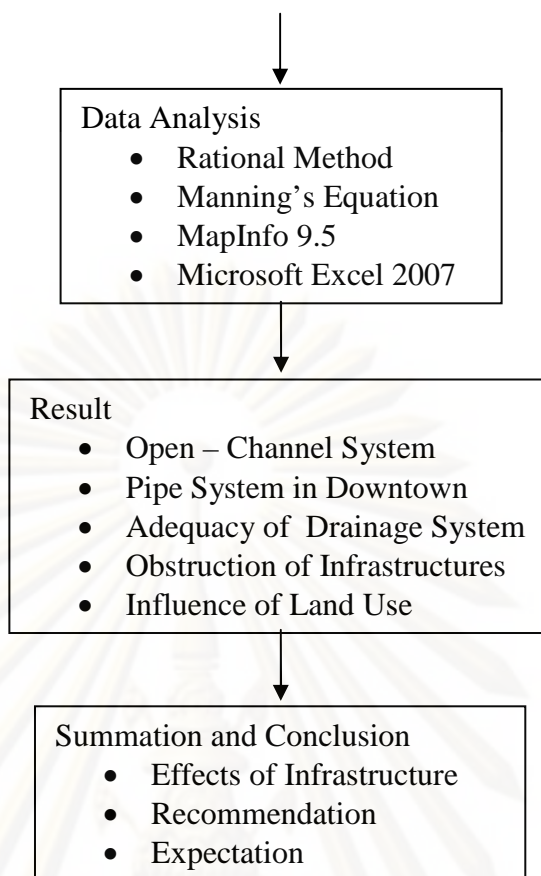 Data Analysis
• Rational Method
• Manning’s Equation
• MapInfo 9.5
• Microsoft Excel 2007
Result
• Open – Channel System
• Pipe System in Downtown
• Adequacy of Drainage System
• Obstruction of Infrastructures
• Influence of Land Use
Summation and Conclusion
• Effects of Infrastructure
• Recommendation
• Expectation